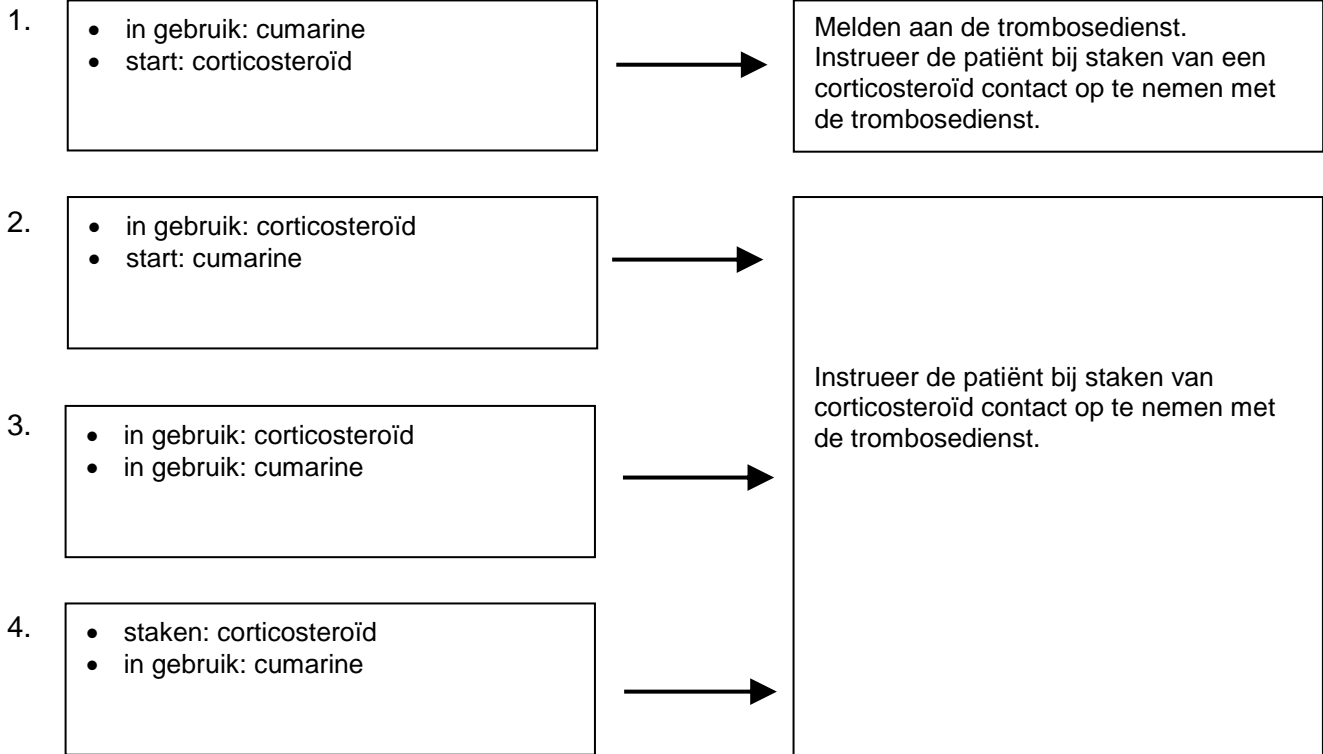 1.
• in gebruik: cumarine
• start: corticosteroïd
Melden aan de trombosedienst.
Instrueer de patiënt bij staken van een
corticosteroïd contact op te nemen met
de trombosedienst.
2.
• in gebruik: corticosteroïd
• start: cumarine
3.
• in gebruik: corticosteroïd
• in gebruik: cumarine
4.
• staken: corticosteroïd
• in gebruik: cumarine
Instrueer de patiënt bij staken van
corticosteroïd contact op te nemen met
de trombosedienst.